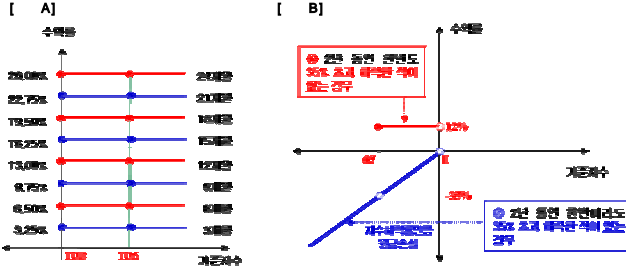 [ A]
수익률
26,00%
24개월
22,75%
21개월
19,50%
18개월
16,25%
15개월
13,00%
12개월
9,75%
9개월
6,50%
6개월
3,25%
3개월
기준지수
[ B]
수익률
2년 동안 한번도
35% 초과 하락한 적이
없는 경우
12%
기준지수
-35%
2년 동안 한번이라도
35% 초과 하락한 적이 있는
경우
지수하락률만큼
원금손실